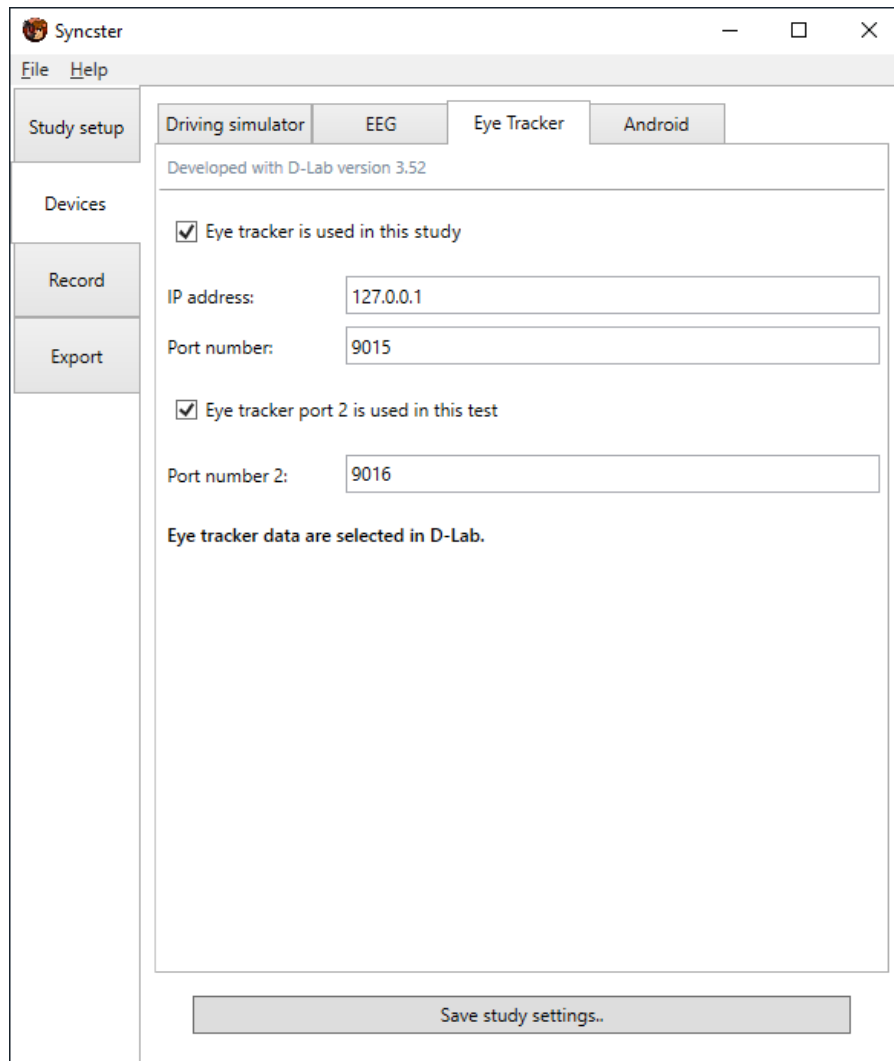 Syncster
File Help
Study setup
Devices
Record
Export
Driving simulator EEG Eye Tracker Android
Developed with D-Lab version 3.52
Eye tracker is used in this study
IP address: 127.0.0.1
Port number: 9015
Eye tracker port 2 is used in this test
Port number 2: 9016
Eye tracker data are selected in D-Lab.
Save study settings..